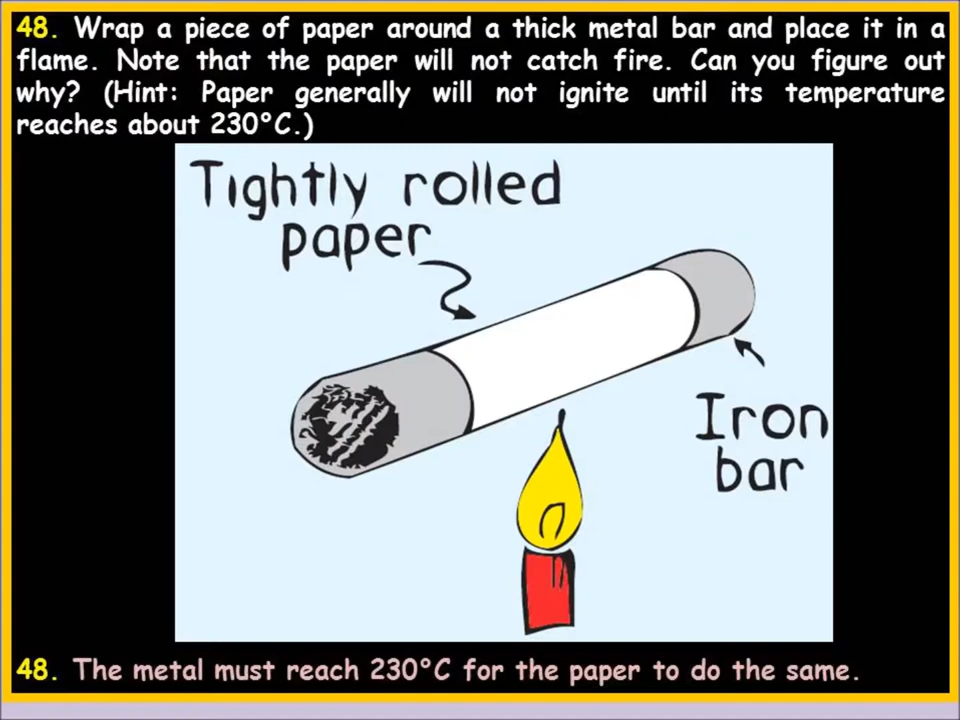 48. Wrap a piece of paper around a thick metal bar and place it in a
flame. Note that the paper will not catch fire. Can you figure out
why? (Hint: Paper generally will not ignite until its temperature
reaches about 230°C.)
Tightly rolled
paper
Iron
bar
48. The metal must reach 230°C for the paper to do the same.